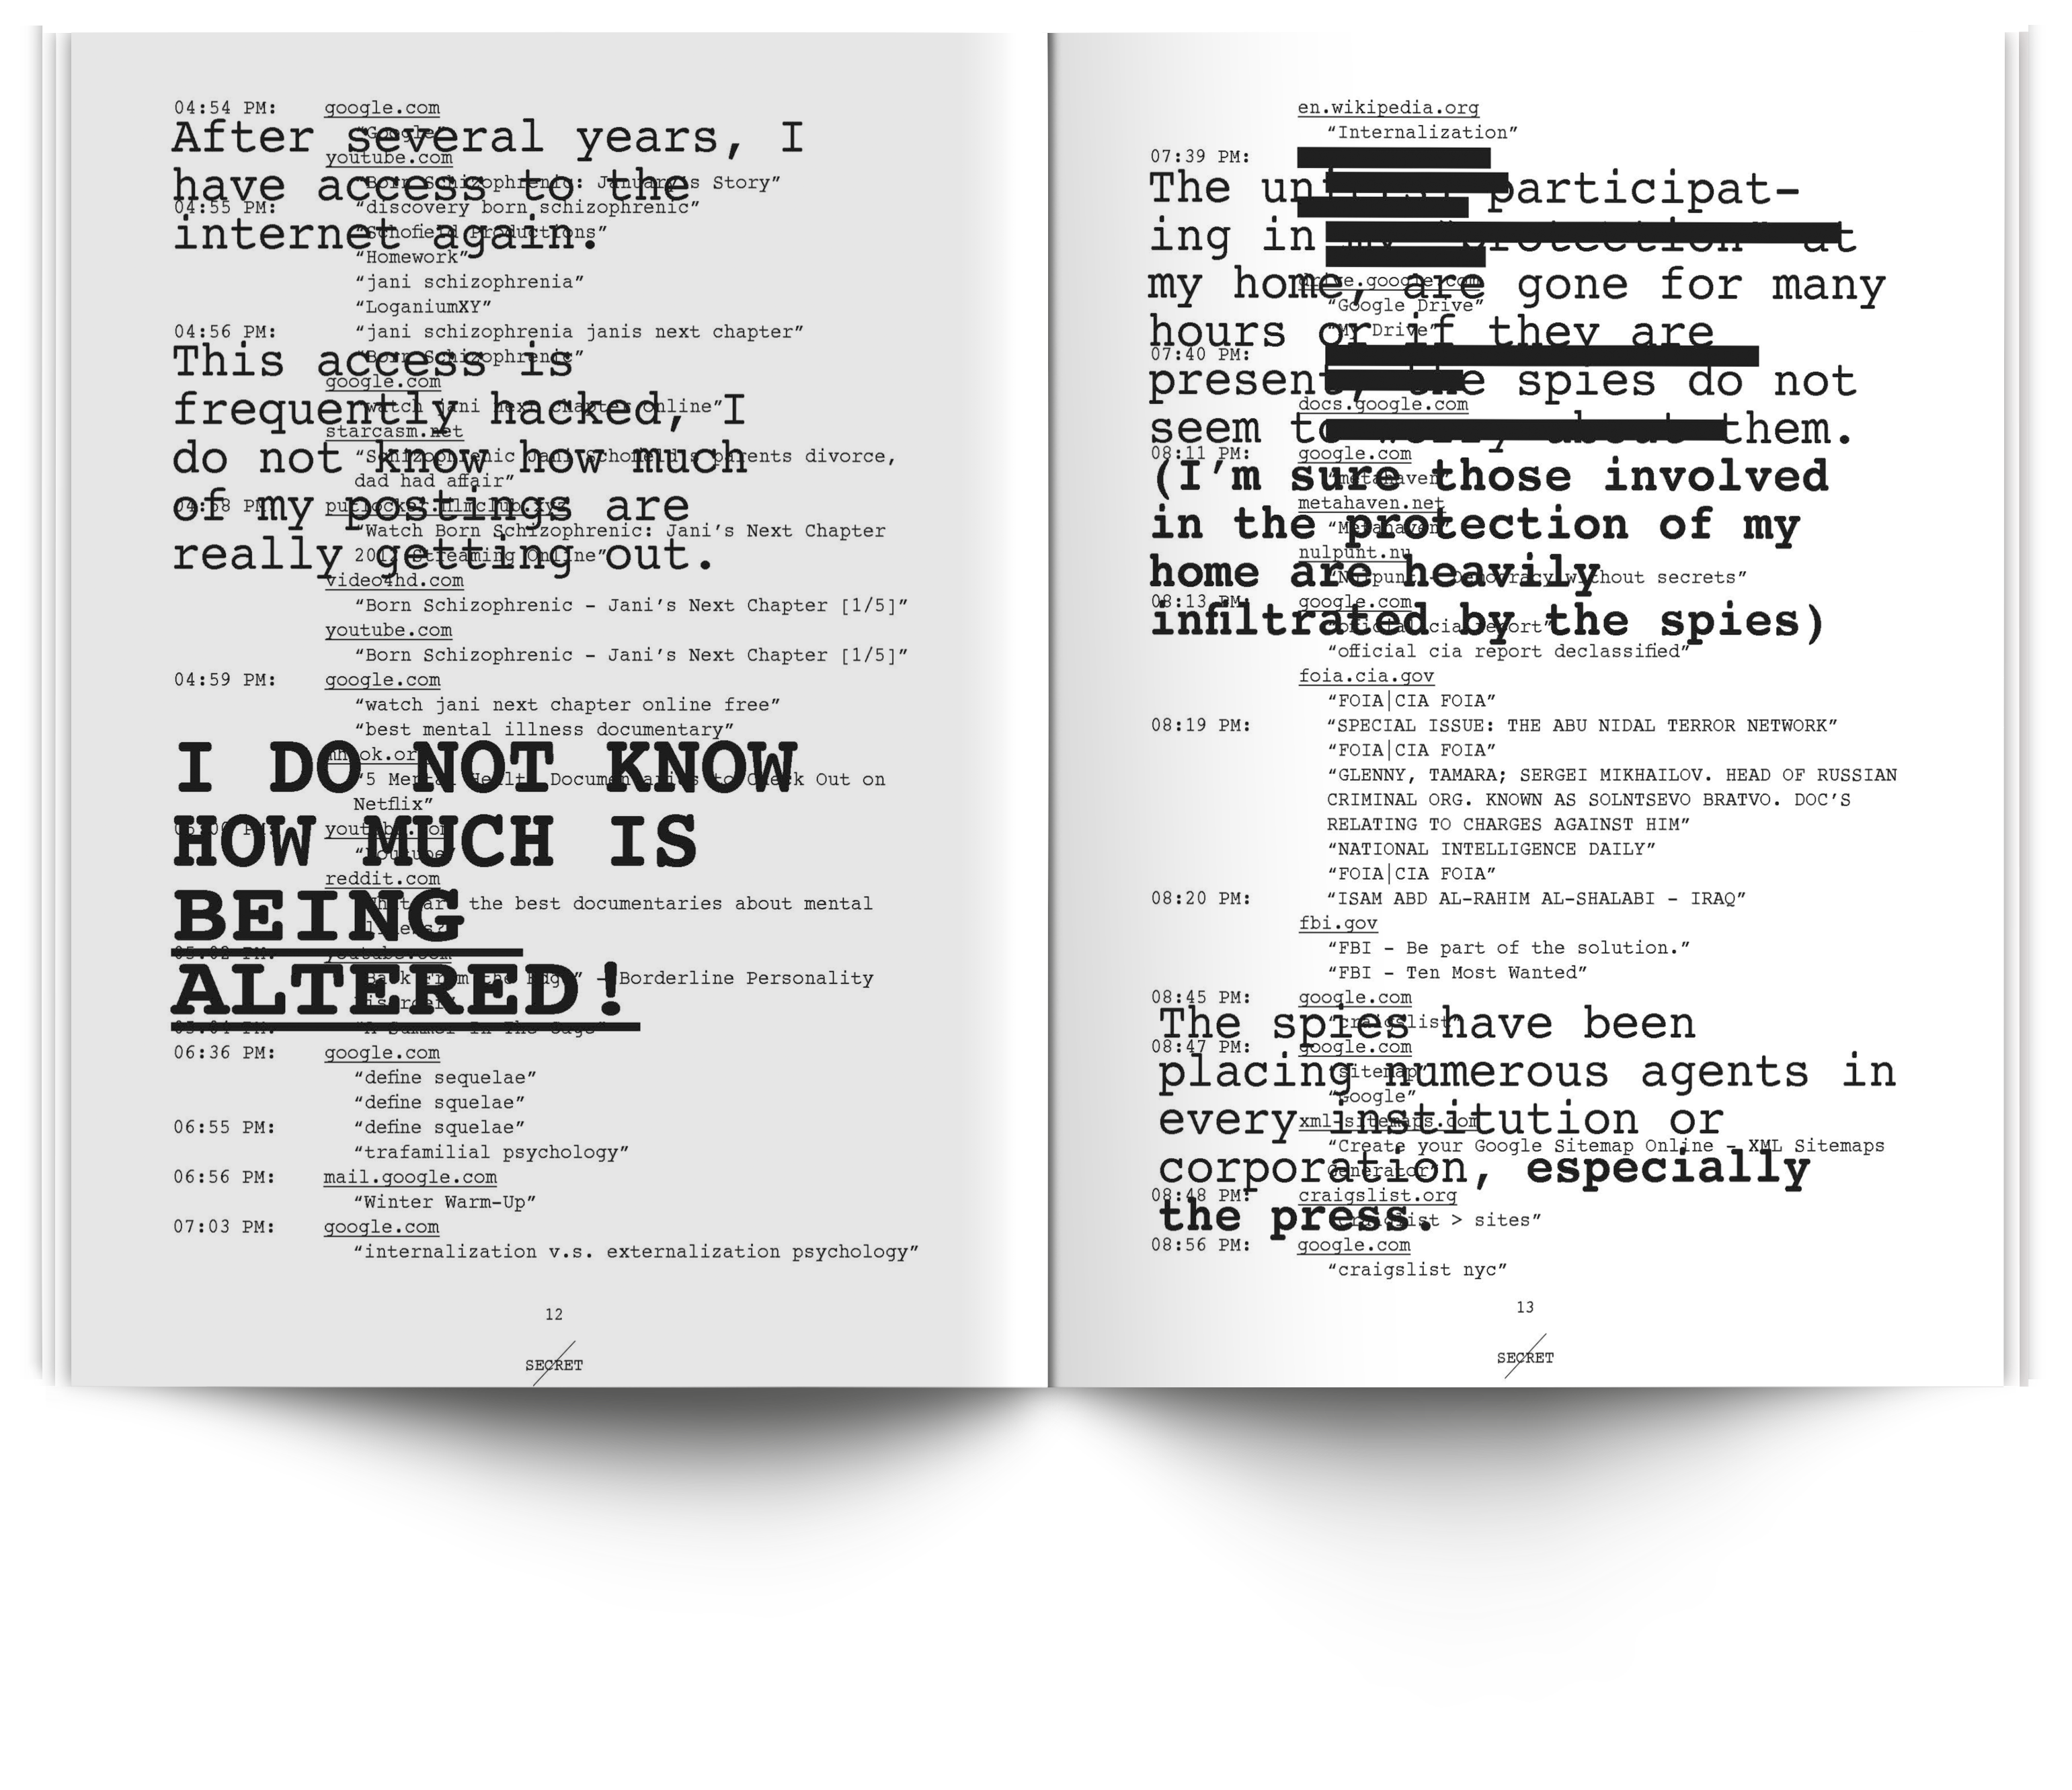 04:54 PM: google.com
“Google”
After several years, I
youtube.com
“Born Schizophrenic: January’s Story”
have access to the
04:55 PM: “discovery born schizophrenic”
“Schofield Productions”
internet again.
“Homework”
“jani schizophrenia”
“LoganiumXY”
04:56 PM: “jani schizophrenia janis next chapter”
“Born Schizophrenic”
This access is
google.com
“watch jani next chapter online”
frequently hacked, I
starcasm.net
“Schizophrenic Jani Schofield’s parents divorce,
do not know how much
dad had affair”
04:58 PM: putlocker.filmclub.xyz
of my postings are
“Watch Born Schizophrenic: Jani’s Next Chapter
2012 Streaming Online”
really getting out.
video4hd.com
“Born Schizophrenic – Jani’s Next Chapter [1/5]”
youtube.com
“Born Schizophrenic – Jani’s Next Chapter [1/5]”
04:59 PM: google.com
“watch jani next chapter online free”
“best mental illness documentary”
I DO NOT KNOW
“5 Mental Health Documentaries to Check Out on
Netflix”
youtube.com
HOW MUCH IS
“Youtube”
reddit.com
the best documentaries about mental
BEING
05:02 PM: youtube.com
“Back From the Edge” – Borderline Personality
Disorder”
ALTERED!
05:04 PM: “A Summer In The Cage”
06:36 PM: google.com
“define sequelae”
“define squelae”
06:55 PM: “define squelae”
“trafamilial psychology”
06:56 PM: mail.google.com
“Winter Warm-Up”
07:03 PM: google.com
“internalization v.s. externalization psychology”
12
SECRET
en.wikipedia.org
“Internalization”
07:39 PM:
The participat-
ing in my “protection” at
drive.google.com
my home, are gone for many
“Google Drive”
“My Drive”
hours or if they are
07:40 PM:
present, the spies do not
docs.google.com
seem to worry about them.
08:11 PM: google.com
“metahaven”
(I’m sure those involved
metahaven.net
“Metahaven”
in the protection of my
nulpunt.nu
“Nulpunt – Democracy without secrets”
home are heavily
08:13 PM: google.com
“official cia report”
infiltrated by the spies)
“official cia report declassified”
foia.cia.gov
“FOIA|CIA FOIA”
08:19 PM: “SPECIAL ISSUE: THE ABU NIDAL TERROR NETWORK”
“FOIA|CIA FOIA”
“GLENNY, TAMARA; SERGEI MIKHAILOV. HEAD OF RUSSIAN
CRIMINAL ORG. KNOWN AS SOLNTSEVO BRATVO. DOC’S
RELATING TO CHARGES AGAINST HIM”
“NATIONAL INTELLIGENCE DAILY”
“FOIA|CIA FOIA”
08:20 PM: “ISAM ABD AL-RAHIM AL-SHALABI – IRAQ”
fbi.gov
“FBI – Be part of the solution.”
“FBI – Ten Most Wanted”
08:45 PM: google.com
“craigslist”
The spies have been
08:47 PM: google.com
“sitemap”
placing numerous agents in
“Google”
xml-sitemaps.com
every institution or
“Create your Google Sitemap Online – XML Sitemaps
Generator”
corporation, especially
08:48 PM: craigslist.org
“craiglist > sites”
the press.
08:56 PM: google.com
“craigslist nyc”
13
SECRET